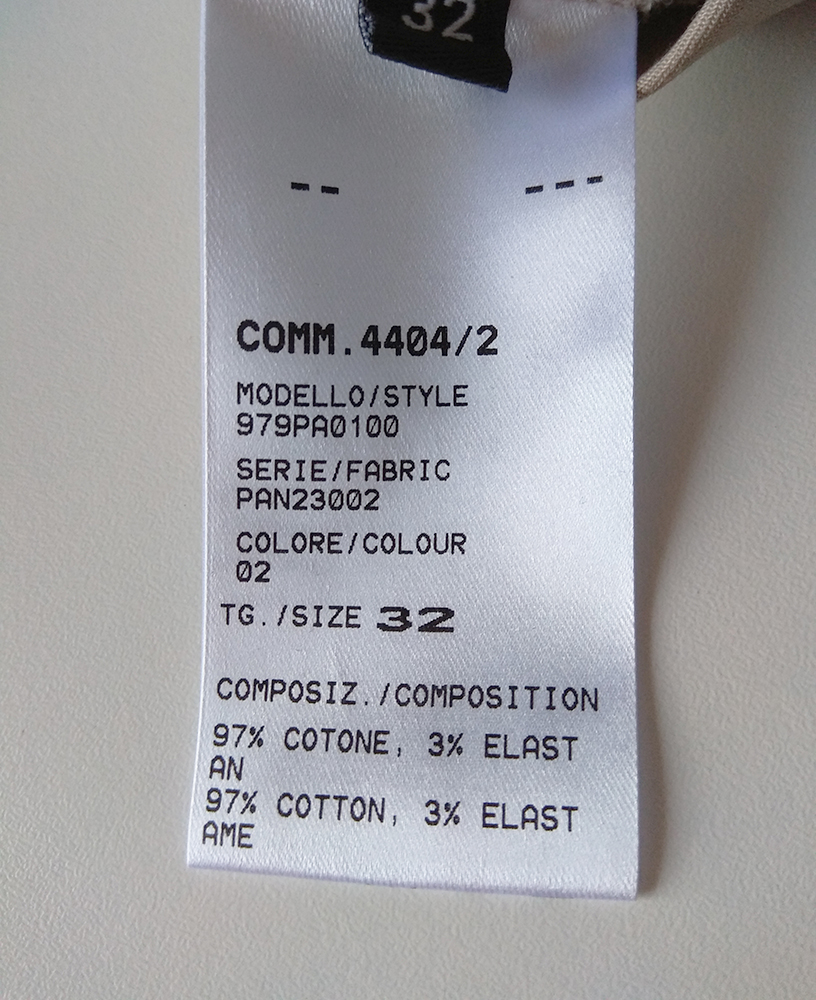 32
-- ---
COMM.4404/2
MODELLO/STYLE
979PA0100
SERIE/FABRIC
PAN23002
COLORE/COLOUR
02
TG./SIZE 32
COMPOSIZ./COMPOSITION
97% COTONE, 3% ELAST
AN
97% COTTON, 3% ELAST
AME